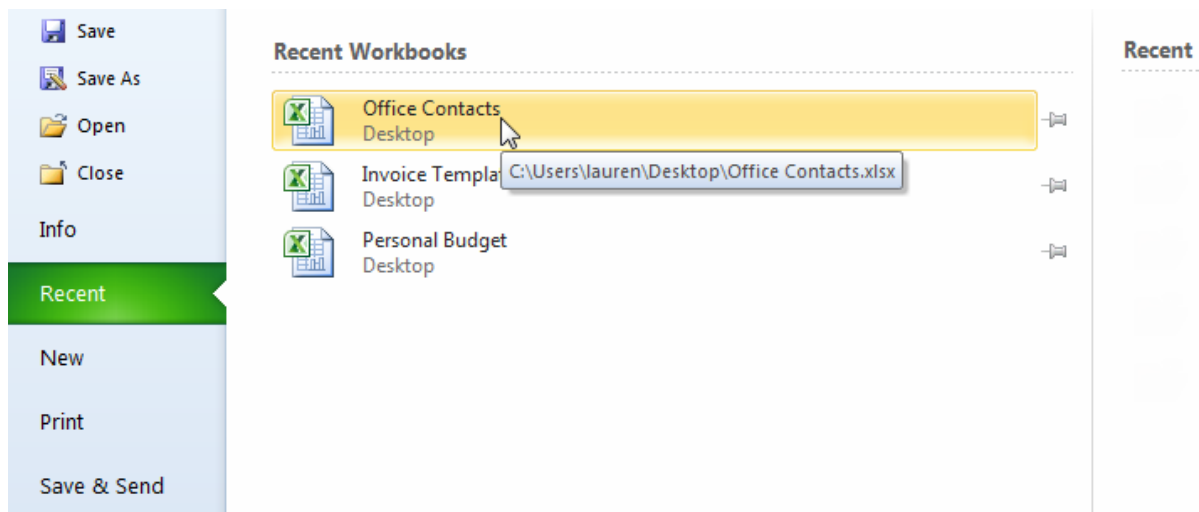 Save
Save As
Open
Close
Info
Recent
New
Print
Save & Send
Recent Workbooks
Office Contacts
Desktop
C:\Users\lauren\Desktop\Office Contacts.xlsx
Invoice Templa
Desktop
Personal Budget
Desktop
Recent